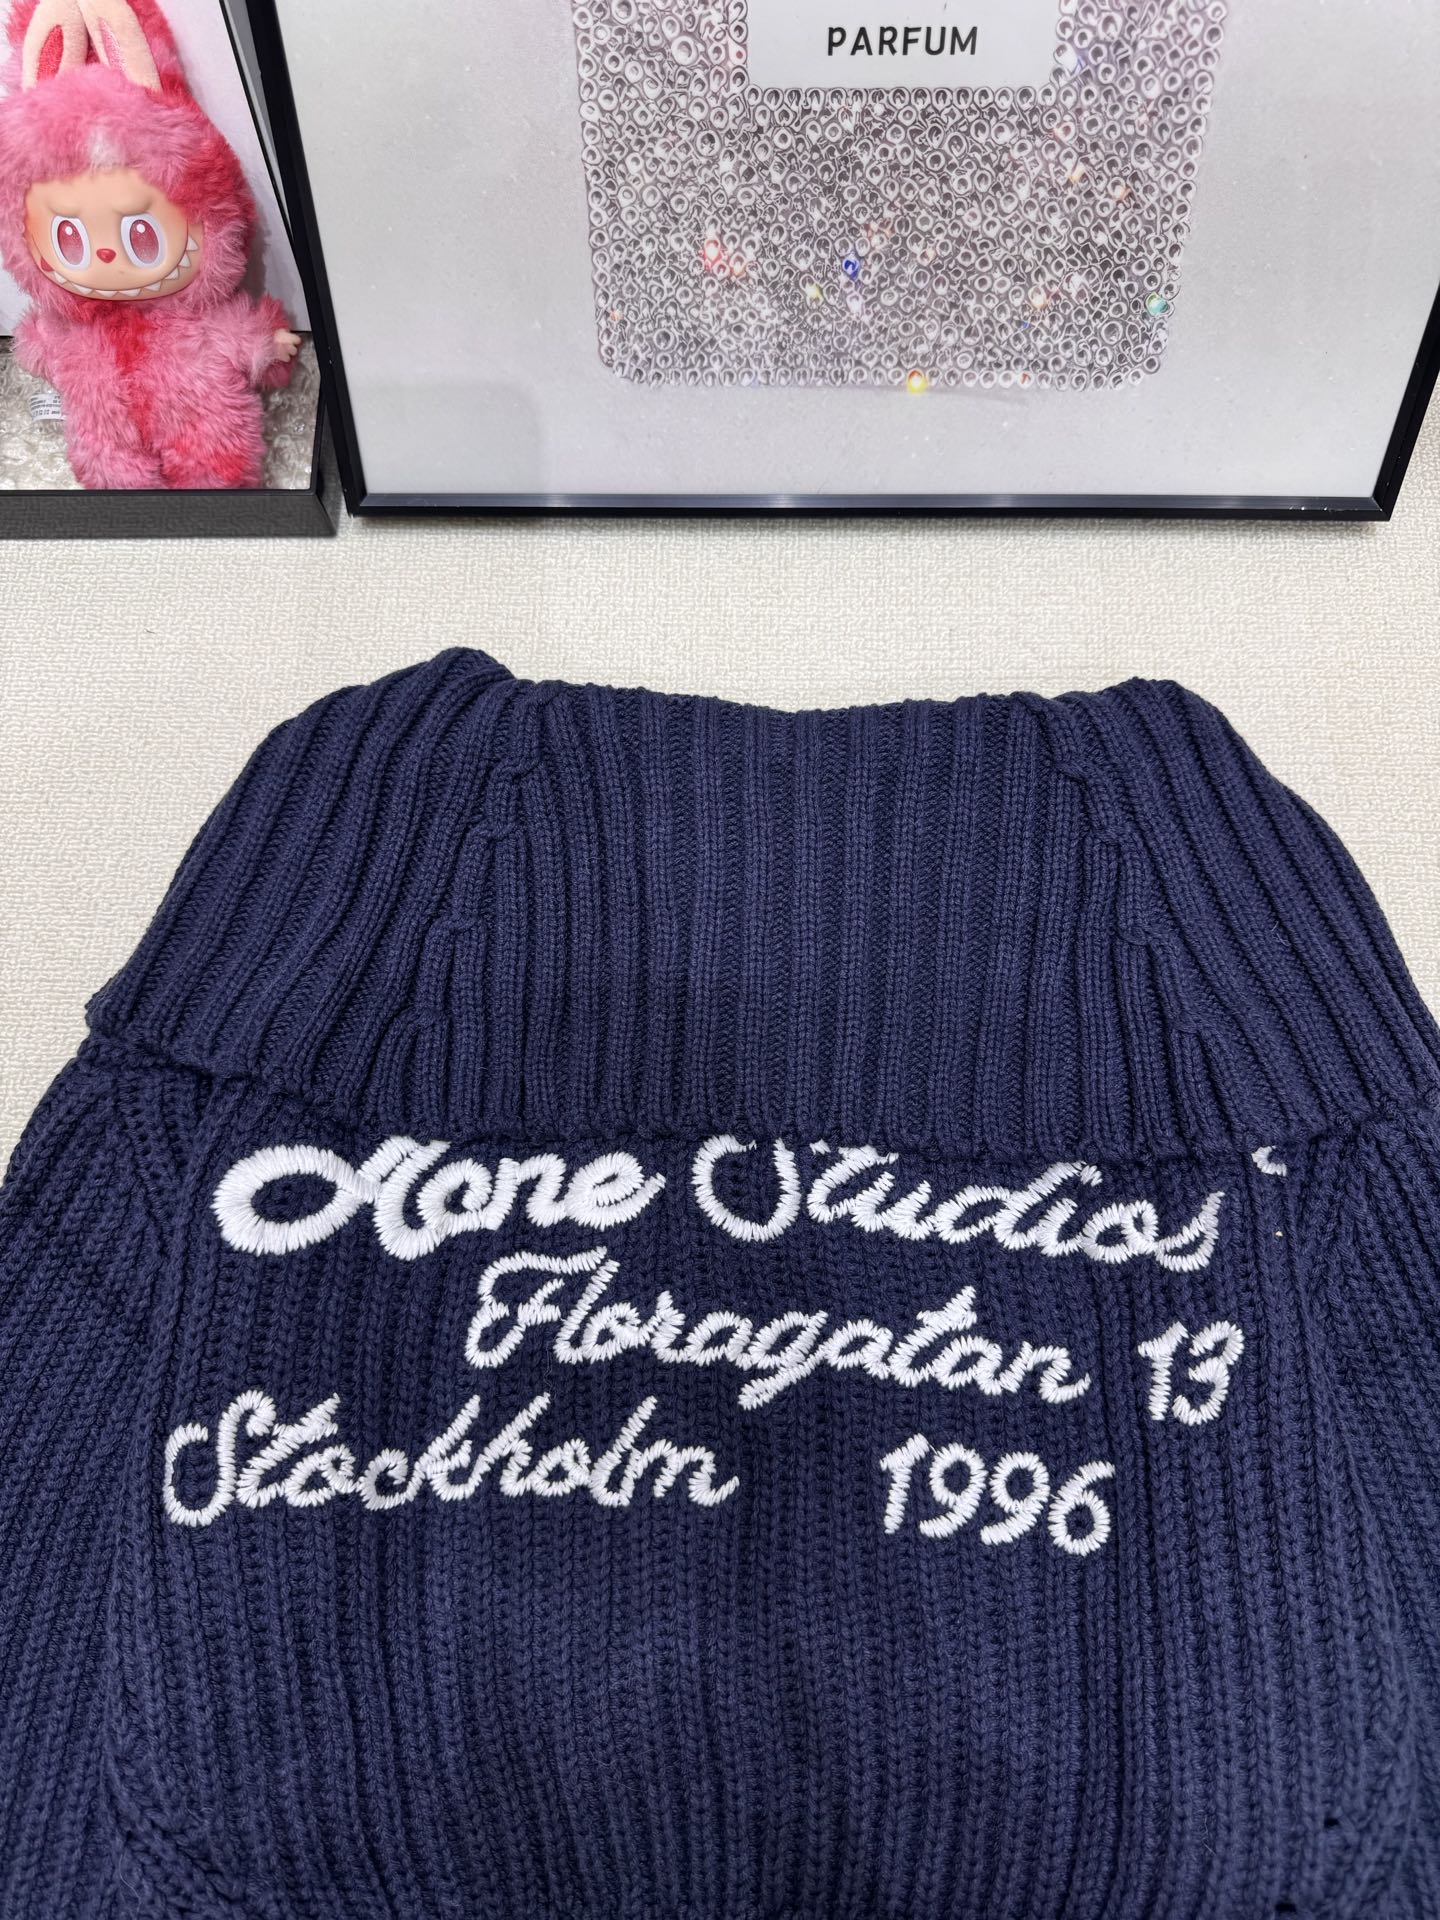 PARFUM
Acne Studios
Floragatan 13
Stockholm 1996